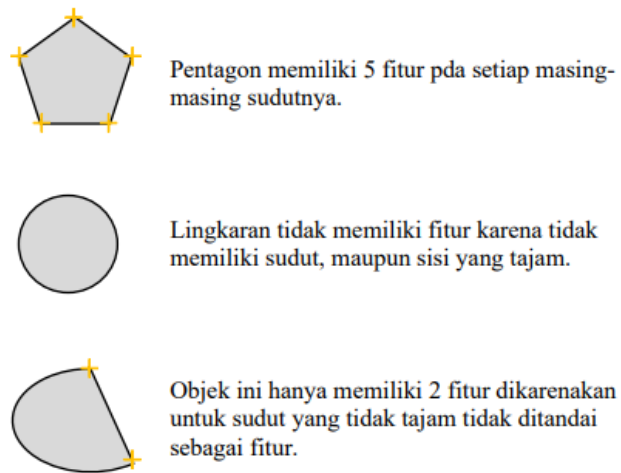 Pentagon memiliki 5 fitur pda setiap masing-
masing sudutnya.
Lingkaran tidak memiliki fitur karena tidak
memiliki sudut, maupun sisi yang tajam.
Objek ini hanya memiliki 2 fitur dikarenakan
untuk sudut yang tidak tajam tidak ditandai
sebagai fitur.